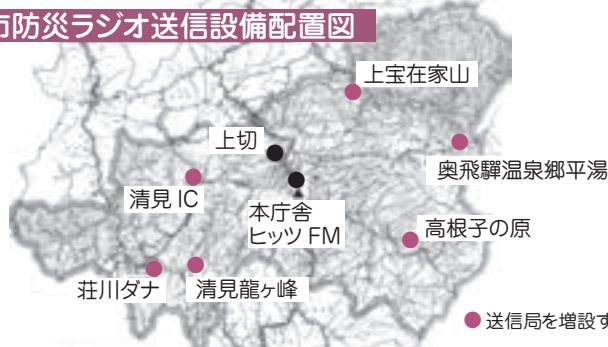 市防災ラジオ送信設備配置図
上宝在家山
上切
奥飛驒温泉郷平湯
清見 IC
本庁舎
ヒッツ FM
高根子の原
荘川ダナ
清見龍ヶ峰
送信局を増設す